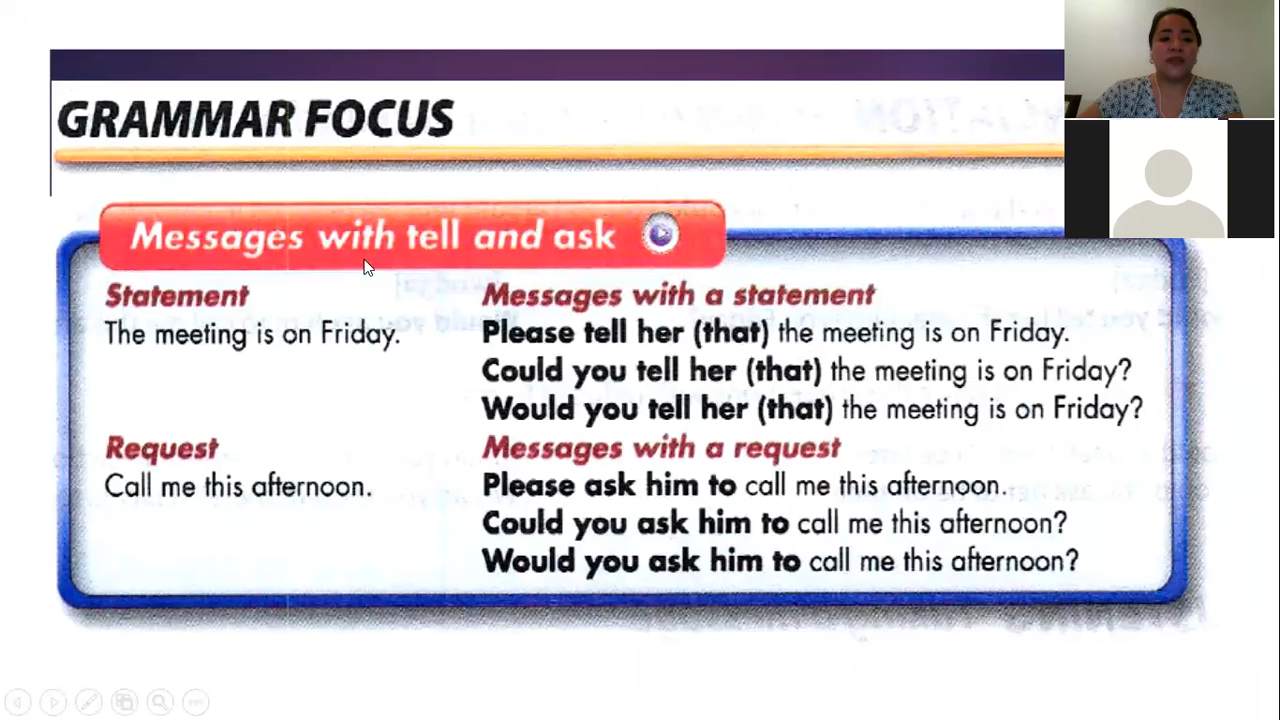 GRAMMAR FOCUS
Messages with tell and ask
Statement
The meeting is on Friday.
Messages with a statement
Please tell her (that) the meeting is on Friday.
Could you tell her (that) the meeting is on Friday?
Would you tell her (that) the meeting is on Friday?
Request
Call me this afternoon.
Messages with a request
Please ask him to call me this afternoon.
Could you ask him to call me this afternoon?
Would you ask him to call me this afternoon?